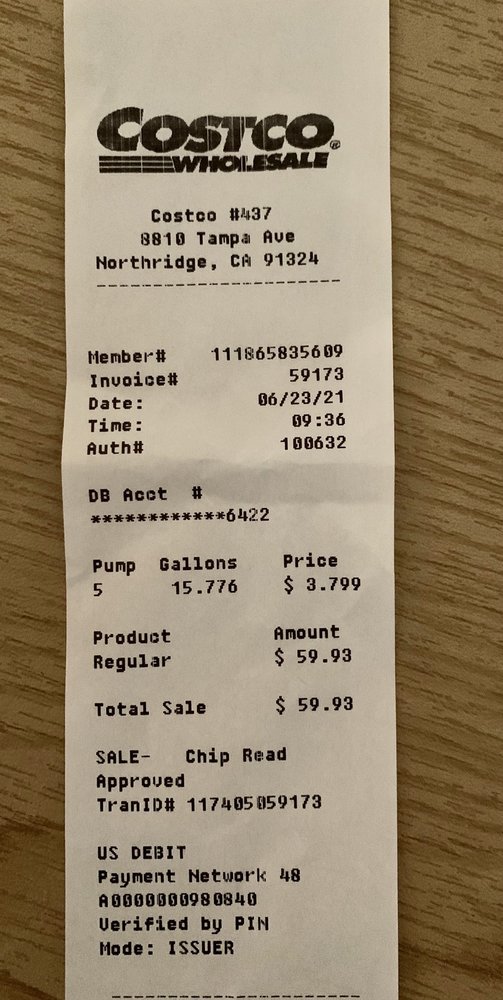 COSTCO®
WHOLESALE
Costco #437
8810 Tampa Ave
Northridge, CA 91324
--------------------------
Member# 111865835609
Invoice# 59173
Date: 06/23/21
Time: 09:36
Auth# 100632
DB Acct #
************6422
Pump Gallons Price
5 15.776 $ 3.799
Product Amount
Regular $ 59.93
Total Sale $ 59.93
SALE- Chip Read
Approved
TranID# 117405059173
US DEBIT
Payment Network 48
A0000000980840
Verified by PIN
Mode: ISSUER
--------------------------